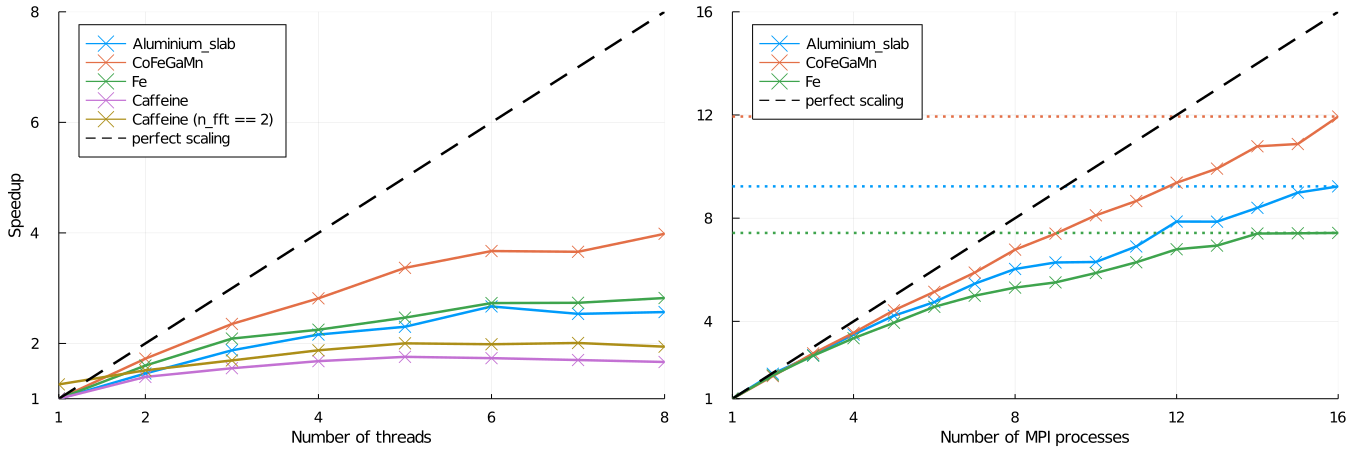 8
6
4
2
1
Speedup
Aluminium_slab
CoFeGaMn
Fe
Caffeine
Caffeine (n_fft == 2)
perfect scaling
1
2
4
6
8
Number of threads
16
12
8
4
1
Aluminium_slab
CoFeGaMn
Fe
perfect scaling
1
4
8
12
16
Number of MPI processes